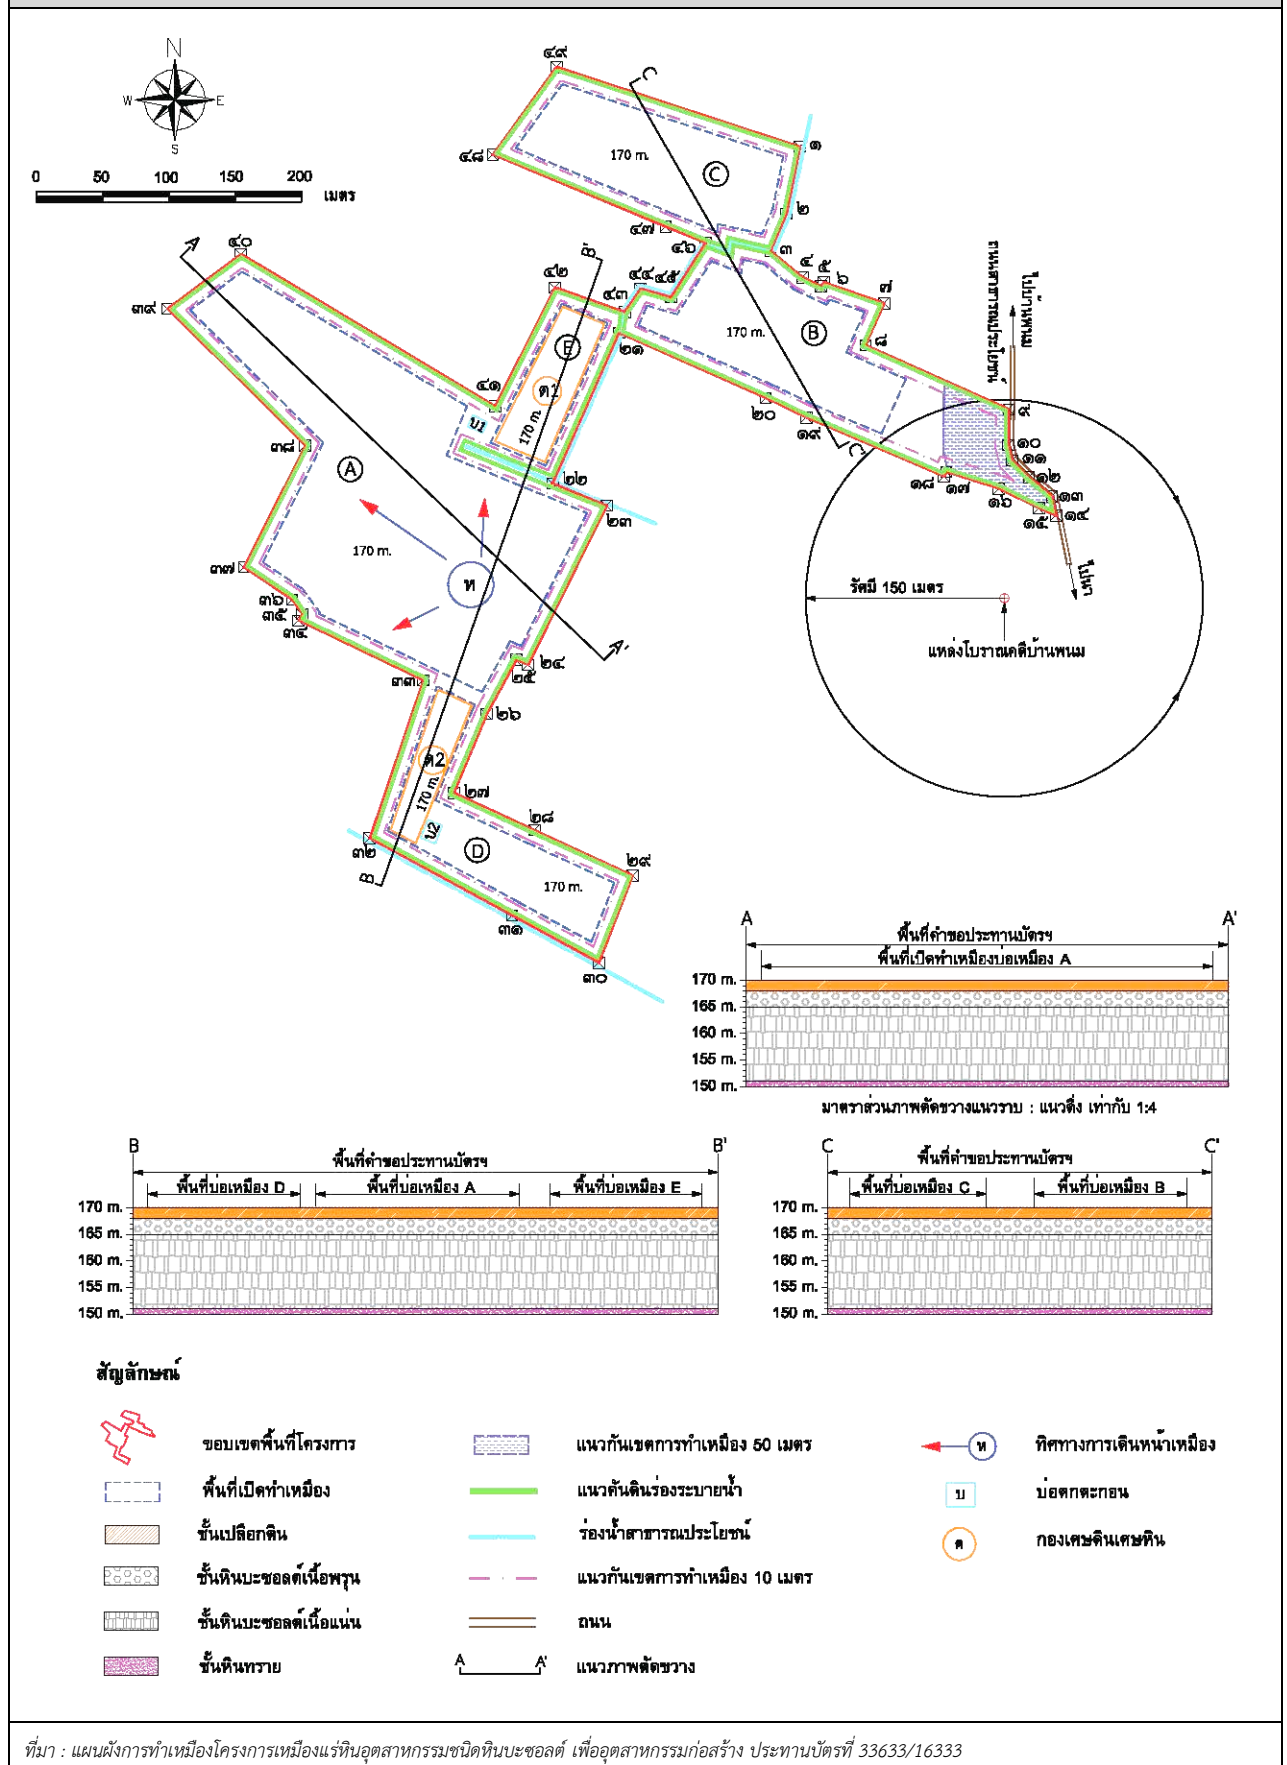 N
W E
S
0 50 100 150 200
เมตร
๔๙
C
๑
๔๘
170 m.
C
๒
๔๗
๔๖
๓
A
๔๐
B'
๔๒
๔๔
๔๕
๔
๕
๖
๗
ถนนสาธารณประโยชน์
ไปบ้านพนม
๓๙
๔๓
170 m.
B
๒๑
๘
E
๔๑
ต1
บ1
170 m.
๒๐
๑๙
๙
C'
๓๘
A
๑๐
๑๑
๑๒
๒๒
๑๘
๑๗
๑๖
๑๓
๒๓
๑๕
๑๔
170 m.
๓๗
ห
ไปนา
รัศมี 150 เมตร
๓๖
๓๕
๓๔
แหล่งโบราณคดีบ้านพนม
A'
๒๔
๒๕
๓๓
๒๖
ต2
170 m.
๒๗
๒๘
บ2
๓๒
D
๒๙
B
170 m.
๓๑
๓๐
A A'
พื้นที่คำขอประทานบัตรฯ
พื้นที่เปิดทำเหมืองบ่อเหมือง A
170 m.
165 m.
160 m.
155 m.
150 m.
มาตราส่วนภาพตัดขวางแนวราบ : แนวดิ่ง เท่ากับ 1:4
B B'
พื้นที่คำขอประทานบัตรฯ
พื้นที่บ่อเหมือง D พื้นที่บ่อเหมือง A พื้นที่บ่อเหมือง E
170 m.
165 m.
160 m.
155 m.
150 m.
C C'
พื้นที่คำขอประทานบัตรฯ
พื้นที่บ่อเหมือง C พื้นที่บ่อเหมือง B
170 m.
165 m.
160 m.
155 m.
150 m.
สัญลักษณ์
ขอบเขตพื้นที่โครงการ
แนวกันเขตการทำเหมือง 50 เมตร
ห ทิศทางการเดินหน้าเหมือง
พื้นที่เปิดทำเหมือง
แนวคันดินร่องระบายน้ำ
บ บ่อตกตะกอน
ชั้นเปลือกดิน
ร่องน้ำสาธารณประโยชน์
ต กองเศษดินเศษหิน
ชั้นหินบะซอลต์เนื้อพรุน
แนวกันเขตการทำเหมือง 10 เมตร
ชั้นหินบะซอลต์เนื้อแน่น
ถนน
ชั้นหินทราย
A A' แนวภาพตัดขวาง
ที่มา : แผนผังการทำเหมืองโครงการเหมืองแร่หินอุตสาหกรรมชนิดหินบะซอลต์ เพื่ออุตสาหกรรมก่อสร้าง ประทานบัตรที่ 33633/16333